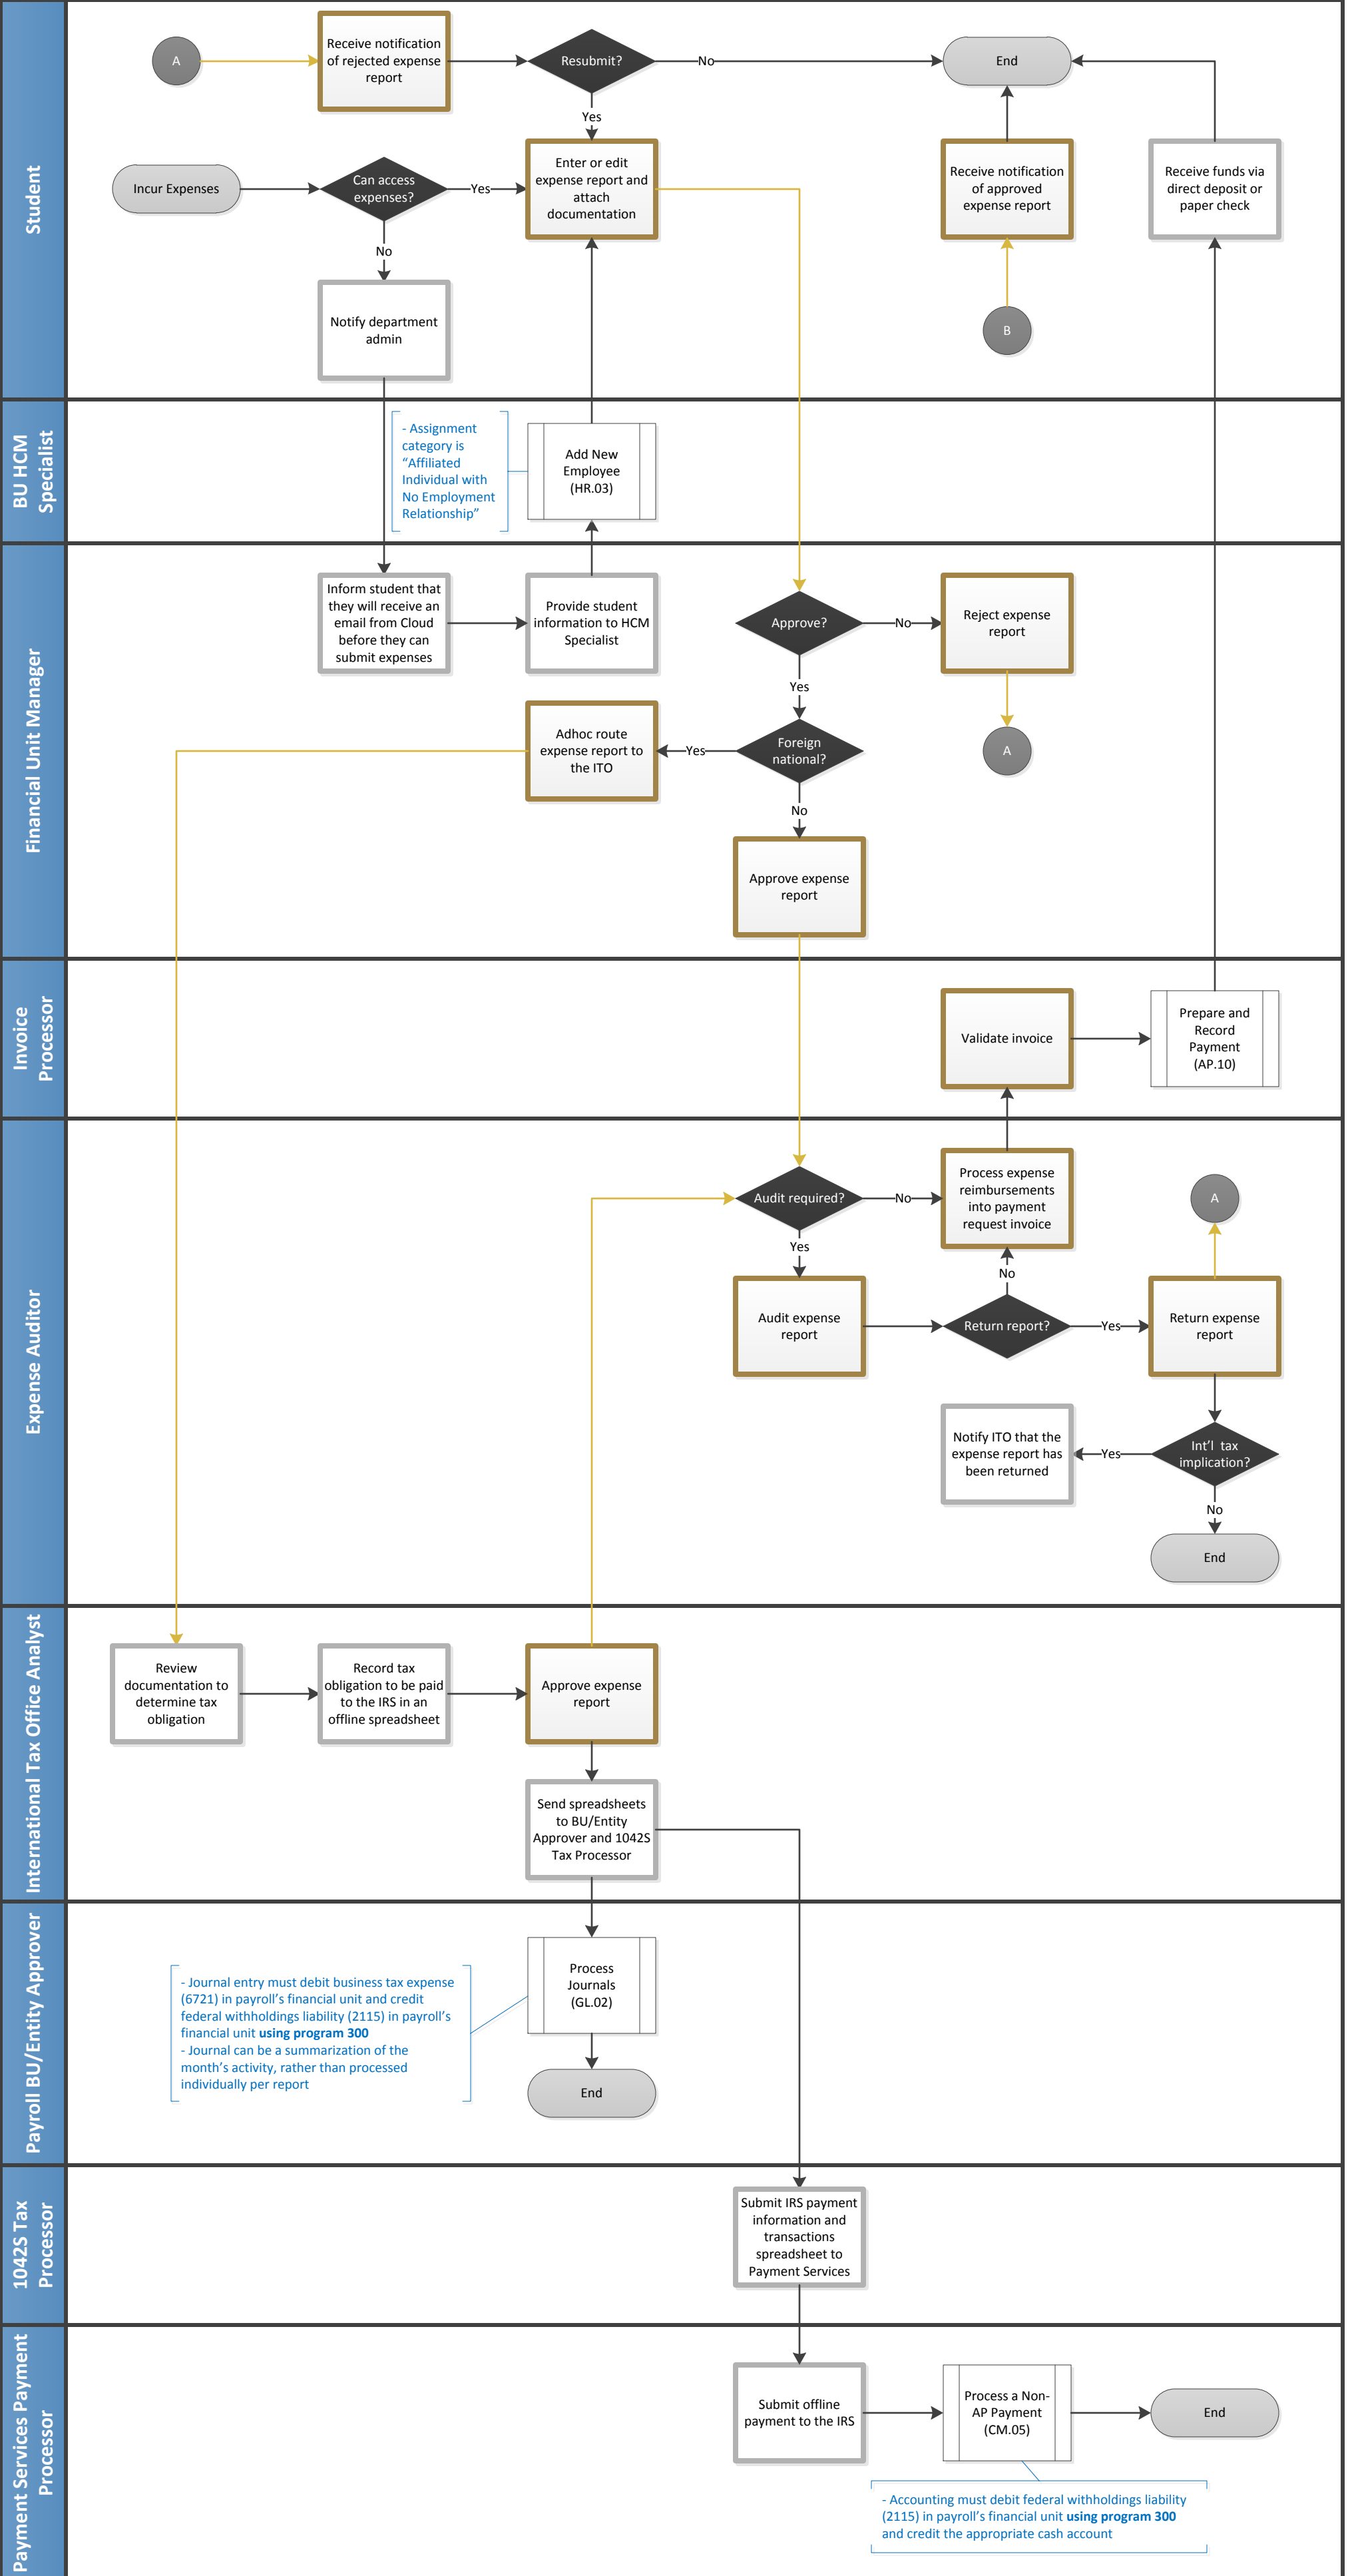 Student
A
Receive notification
of rejected expense
report
Resubmit?
No
End
Yes
Incur Expenses
Can access
expenses?
Yes
Enter or edit
expense report and
attach
documentation
Receive notification
of approved
expense report
Receive funds via
direct deposit or
paper check
No
Notify department
admin
B
BU HCM
Specialist
- Assignment
category is
“Affiliated
Individual with
No Employment
Relationship”
Add New
Employee
(HR.03)
Financial Unit Manager
Inform student that
they will receive an
email from Cloud
before they can
submit expenses
Provide student
information to HCM
Specialist
Approve?
No
Reject expense
report
Yes
Adhoc route
expense report to
the ITO
Yes
Foreign
national?
A
No
Approve expense
report
Invoice
Processor
Validate invoice
Prepare and
Record
Payment
(AP.10)
Expense Auditor
Audit required?
No
Process expense
reimbursements
into payment
request invoice
A
Yes
No
Audit expense
report
Return report?
Yes
Return expense
report
Notify ITO that the
expense report has
been returned
Yes
Int’l tax
implication?
No
End
International Tax Office Analyst
Review
documentation to
determine tax
obligation
Record tax
obligation to be paid
to the IRS in an
offline spreadsheet
Approve expense
report
Send spreadsheets
to BU/Entity
Approver and 1042S
Tax Processor
Payroll BU/Entity Approver
- Journal entry must debit business tax expense
(6721) in payroll’s financial unit and credit
federal withholdings liability (2115) in payroll’s
financial unit using program 300
- Journal can be a summarization of the
month’s activity, rather than processed
individually per report
Process
Journals
(GL.02)
End
1042S Tax
Processor
Submit IRS payment
information and
transactions
spreadsheet to
Payment Services
Payment Services Payment
Processor
Submit offline
payment to the IRS
Process a Non-
AP Payment
(CM.05)
End
- Accounting must debit federal withholdings liability
(2115) in payroll’s financial unit using program 300
and credit the appropriate cash account